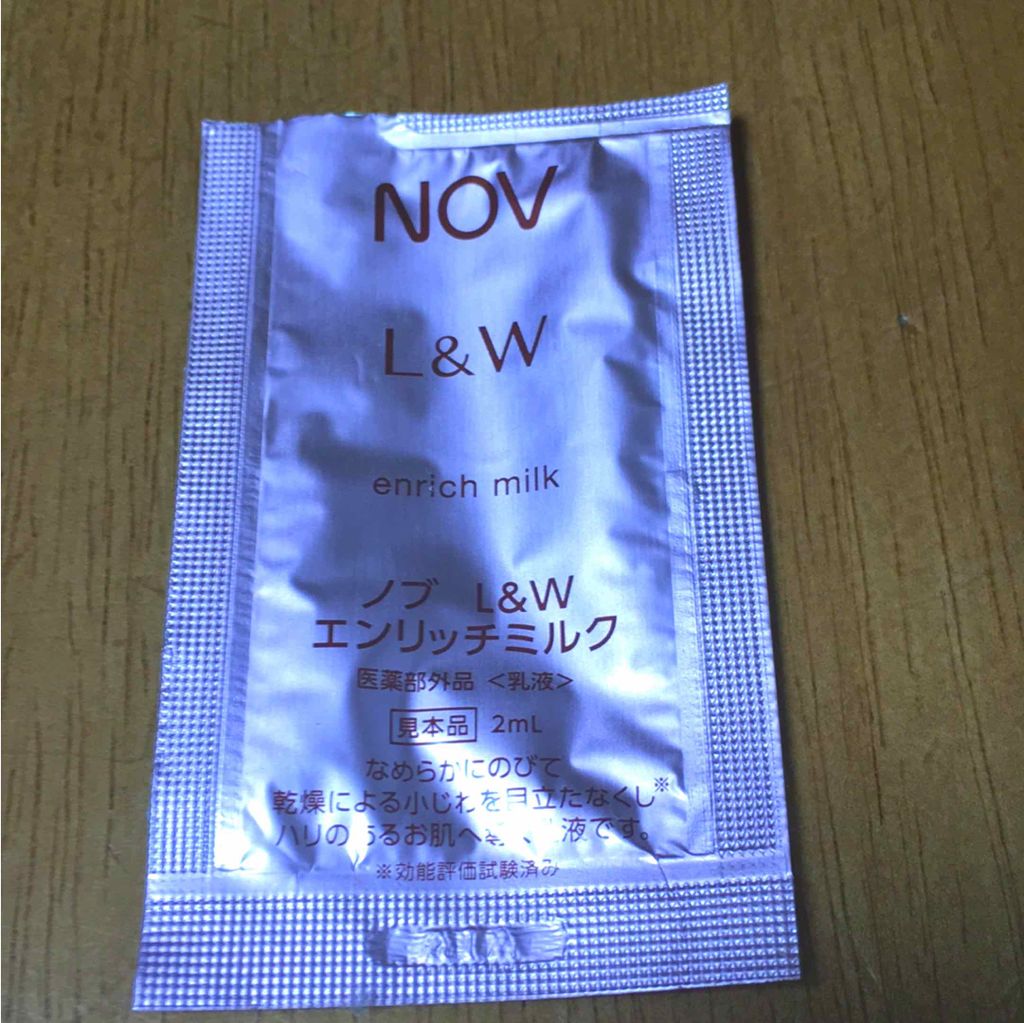 NOV
L&W
enrich milk
ノブ L&W
エンリッチミルク
医薬部外品 <乳液>
見本品 2mL
なめらかにのびて
乾燥による小じわを目立たなくし※
ハリのあるお肌へ 液です。
※効能評価試験済み